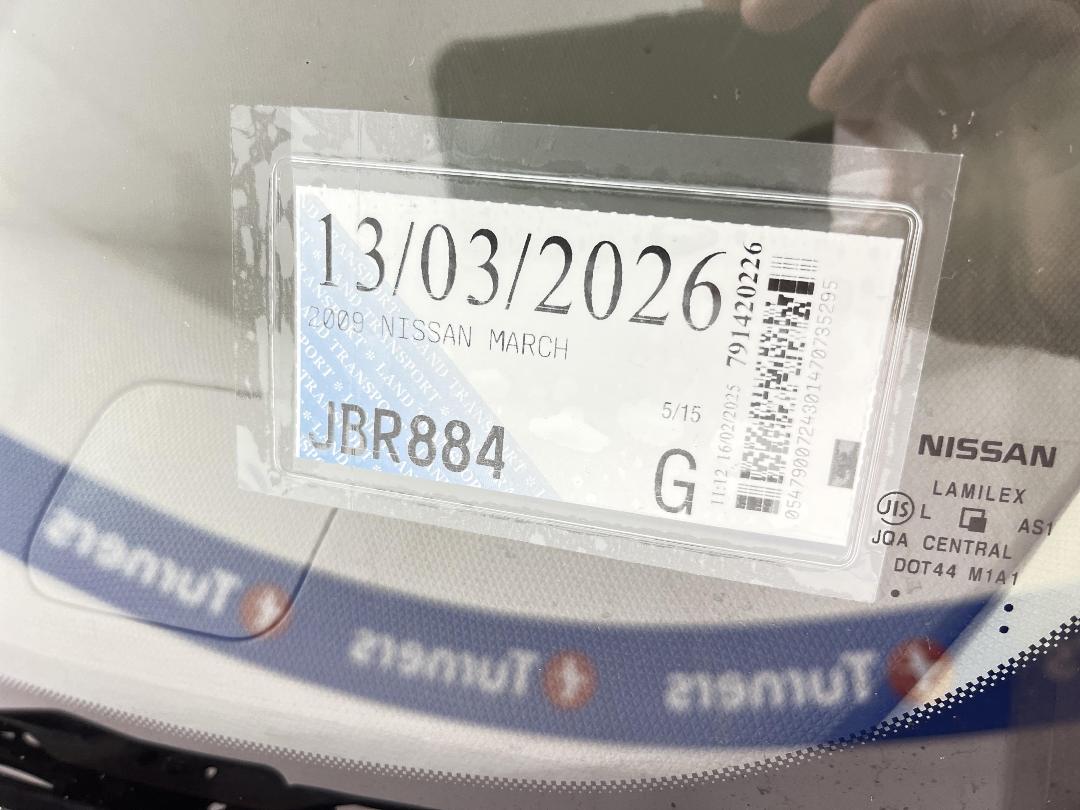 13/03/2026
2009 NISSAN MARCH
JBR884
5/15
G
791420226
11:12 16/02/2025
NISSAN
LAMILEX
JIS L AS1
JQA CENTRAL
DOT44 M1A1
Turners
Turners
Turners